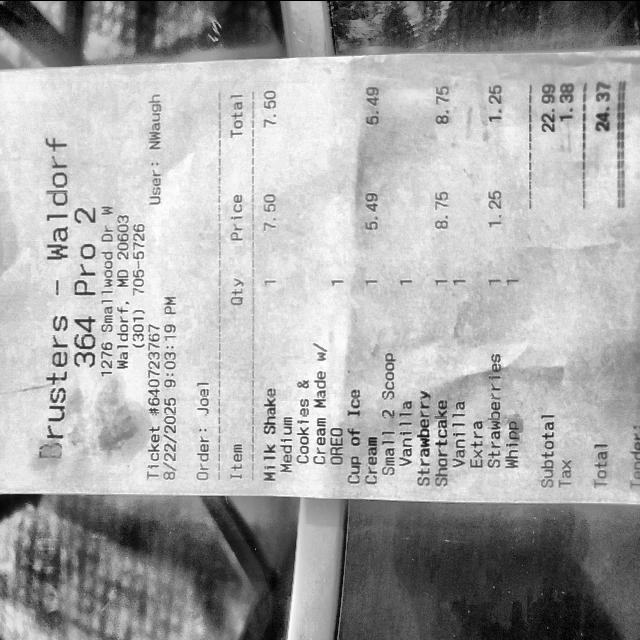 Brusters - Waldorf
364 Pro 2
1276 Smallwood Dr W
Waldorf, MD 20603
(301) 705-5726
Ticket #640723767 User: NWaugh
8/22/2025 9:03:19 PM
Order: Joel
Item Qty Price Total
Milk Shake 1 7.50 7.50
Medium
Cookies &
Cream Made w/
OREO 1
Cup of Ice
Cream 1 5.49 5.49
Small 2 Scoop
Vanilla 1
Strawberry
Shortcake 1 8.75 8.75
Vanilla 1
Extra
Strawberries 1 1.25 1.25
Whipp 1
Subtotal 22.99
Tax 1.38
Total 24.37